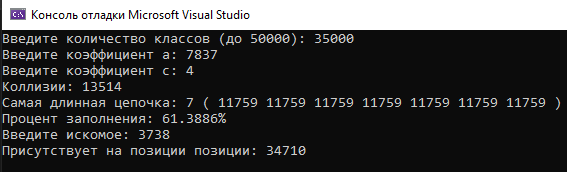 Консоль отладки Microsoft Visual Studio
Введите количество классов (до 50000): 35000
Введите коэффициент a: 7837
Введите коэффициент c: 4
Коллизии: 13514
Самая длинная цепочка: 7 ( 11759 11759 11759 11759 11759 11759 11759 )
Процент заполнения: 61.3886%
Введите искомое: 3738
Присутствует на позиции позиции: 34710